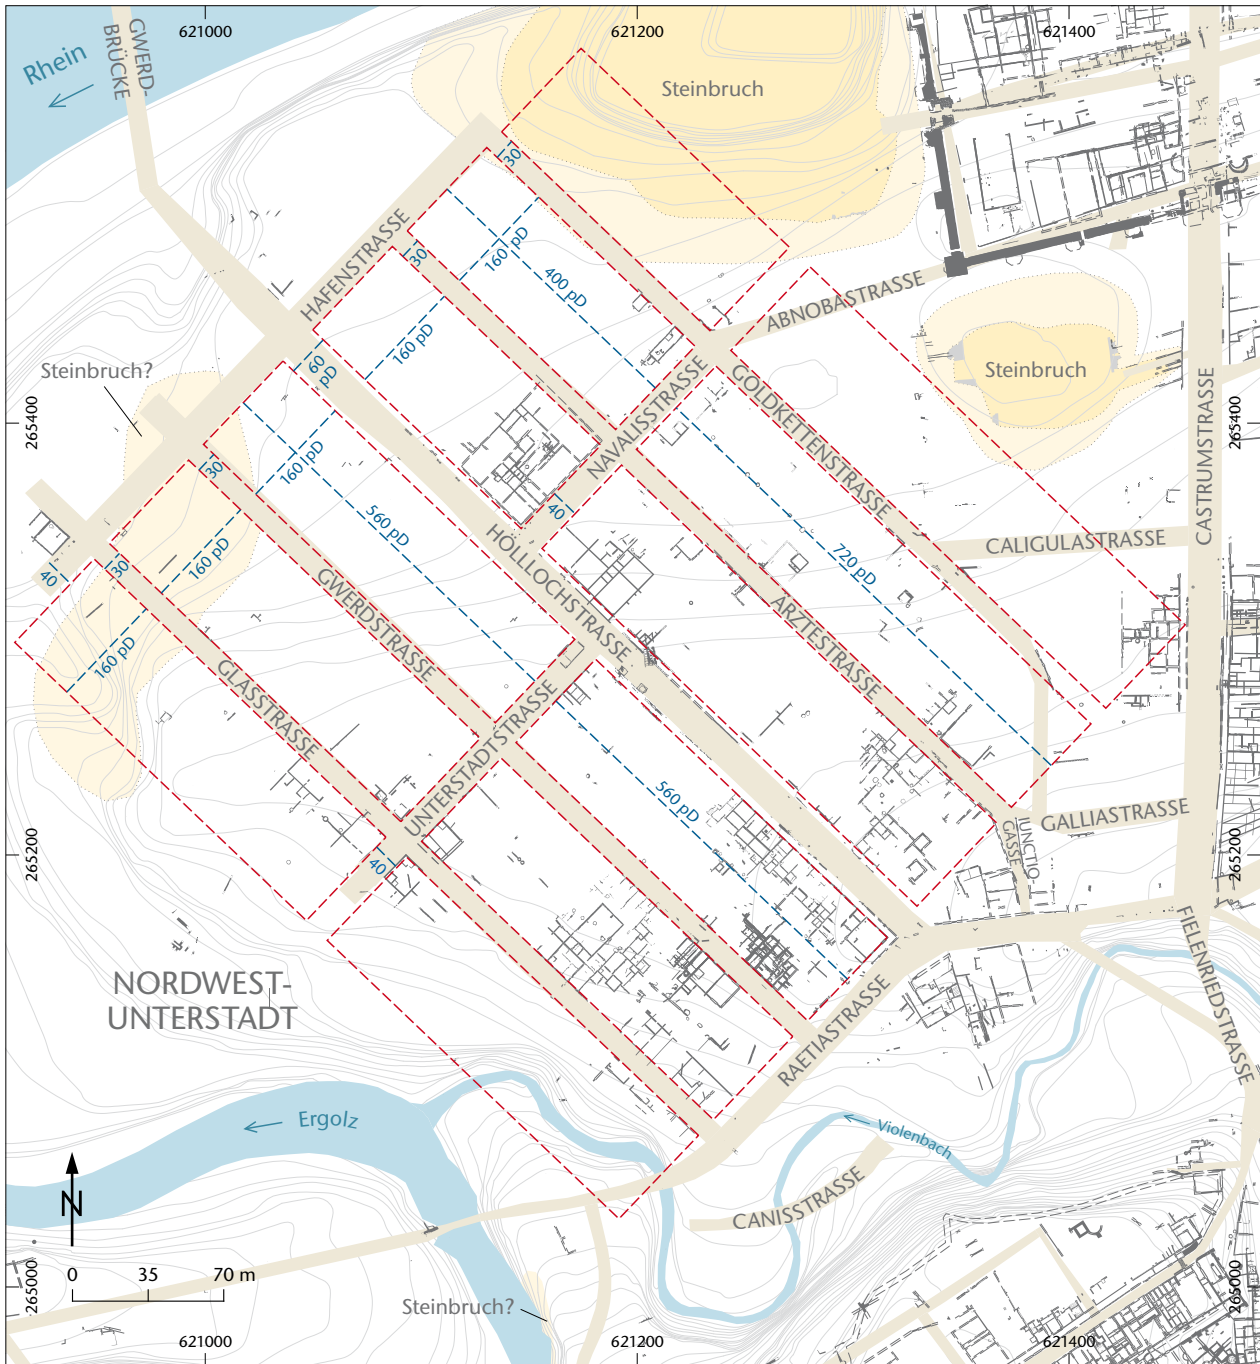 621000
621200
621400
Rhein
GWERD-
BRÜCKE
Steinbruch
30
HAFENSTRASSE
160 pD
400 pD
30
160 pD
ABNOBASTRASSE
60
pD
Steinbruch?
Steinbruch
265400
265400
NAVALISSTRASSE
GOLDKETTENSTRASSE
CASTRUMSTRASSE
30
160 pD
560 pD
40
HÖLLLOCHSTRASSE
720 pD
CALIGULASTRASSE
40
30
160 pD
GWERDSTRASSE
ÄRZTESTRASSE
160 pD
GLASSTRASSE
UNTERSTADTSTRASSE
560 pD
GALLIASTRASSE
JUNCTIO-
GASSE
265200
265200
40
FIELENRIEDSTRASSE
NORDWEST-
UNTERSTADT
RAETIASTRASSE
Ergolz
Violenbach
CANISSTRASSE
N
0 35 70 m
265000
265000
Steinbruch?
621000
621200
621400